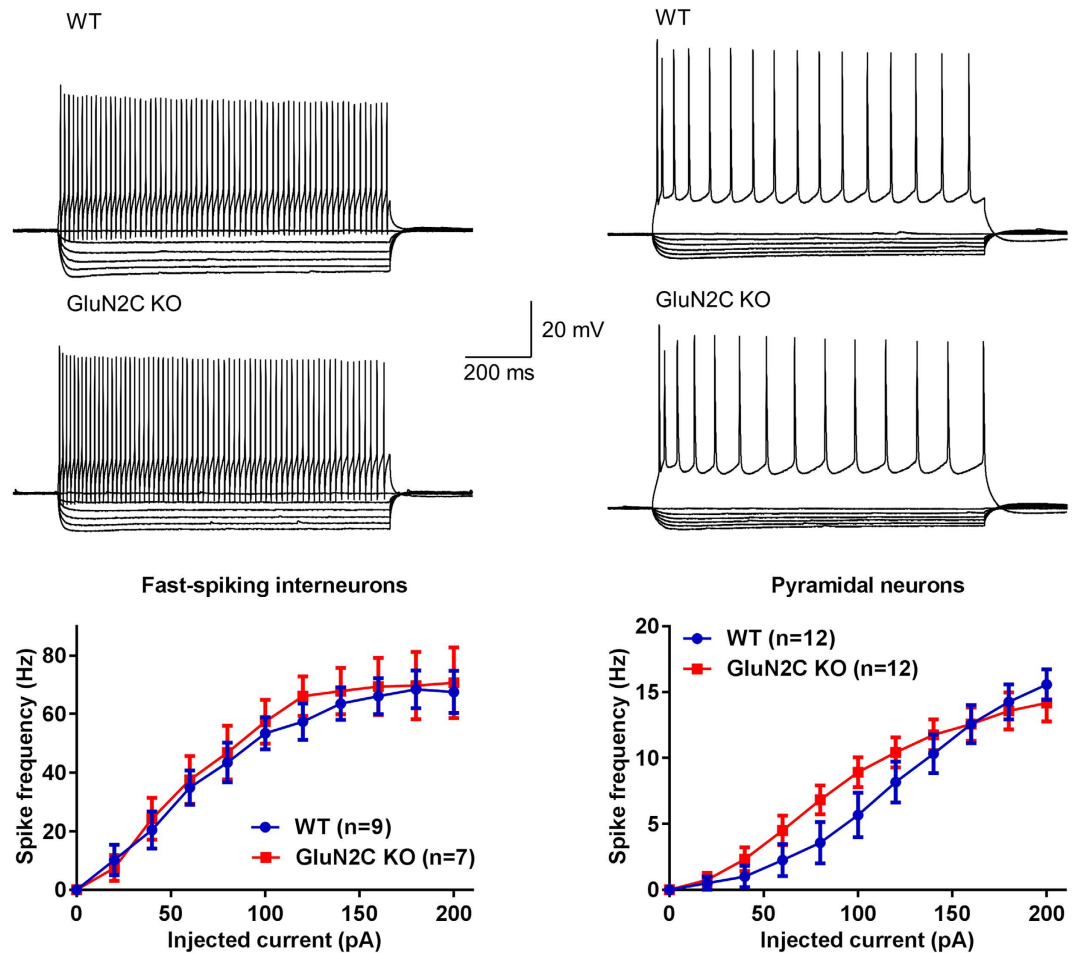 WT
WT
GluN2C KO
GluN2C KO
20 mV
200 ms
Fast-spiking interneurons
Spike frequency (Hz)
80
60
40
20
0
WT (n=9)
GluN2C KO (n=7)
0
50
100
150
200
Injected current (pA)
Pyramidal neurons
Spike frequency (Hz)
20
15
10
5
0
WT (n=12)
GluN2C KO (n=12)
0
50
100
150
200
Injected current (pA)